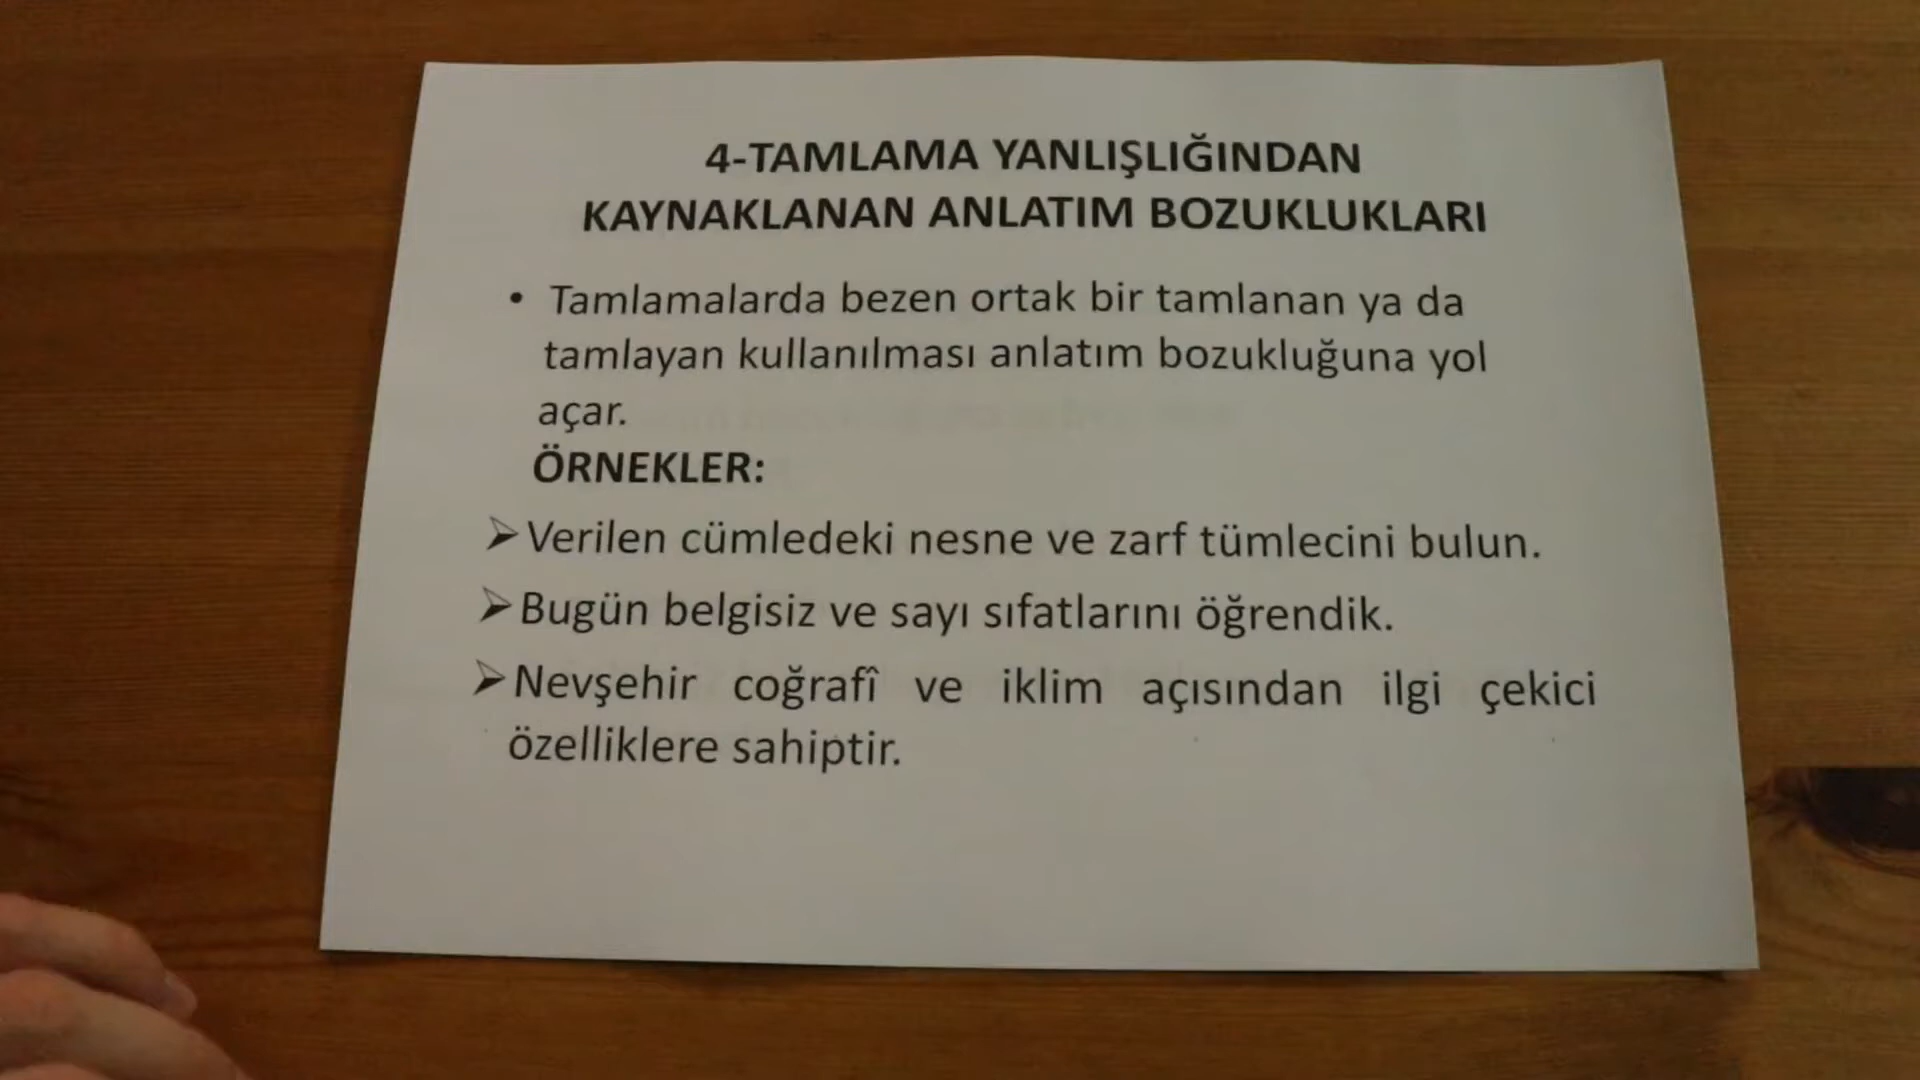 4-TAMLAMA YANLIŞLIĞINDAN
KAYNAKLANAN ANLATIM BOZUKLUKLARI
• Tamlamalarda bezen ortak bir tamlanan ya da
tamlayan kullanılması anlatım bozukluğuna yol
açar.
ÖRNEKLER:
➢Verilen cümledeki nesne ve zarf tümlecini bulun.
➢Bugün belgisiz ve sayı sıfatlarını öğrendik.
➢Nevşehir coğrafî ve iklim açısından ilgi çekici
özelliklere sahiptir.